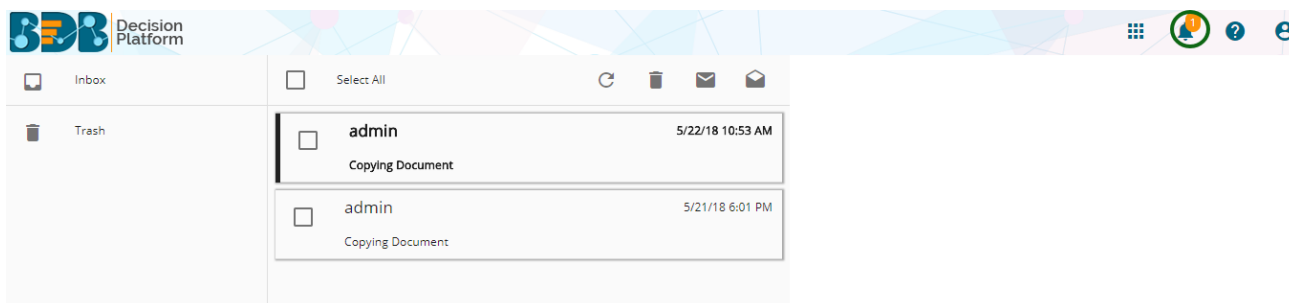 BDB Decision Platform
1
Inbox
Select All
Trash
admin 5/22/18 10:53 AM
Copying Document
admin 5/21/18 6:01 PM
Copying Document